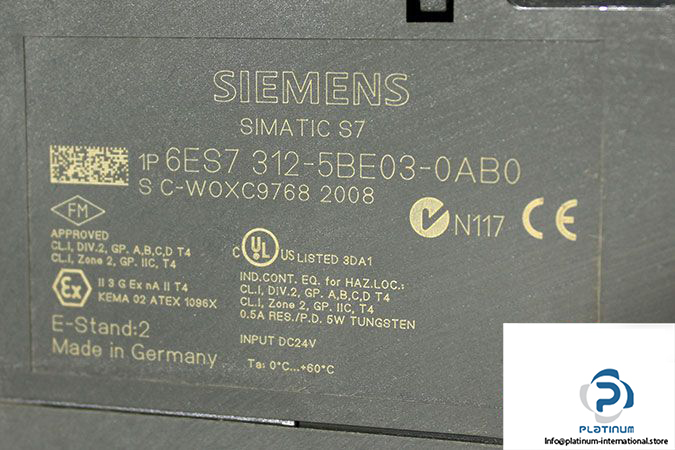 SIEMENS
SIMATIC S7
1P 6ES7 312-5BE03-0AB0
S C-W0XC9768 2008
FM
APPROVED
CL.I, DIV.2, GP. A,B,C,D T4
CL.I, Zone 2, GP. IIC, T4
Ex
II 3 G Ex nA II T4
KEMA 02 ATEX 1096X
E-Stand:2
Made in Germany
N117 CE
C UL US LISTED 3DA1
IND.CONT. EQ. for HAZ.LOC.:
CL.I, DIV.2, GP. A,B,C,D T4
CL.I, Zone 2, GP. IIC, T4
0.5A RES./P.D. 5W TUNGSTEN
INPUT DC24V
Ta: 0°C...+60°C
PLATINUM
Info@platinum-international.store